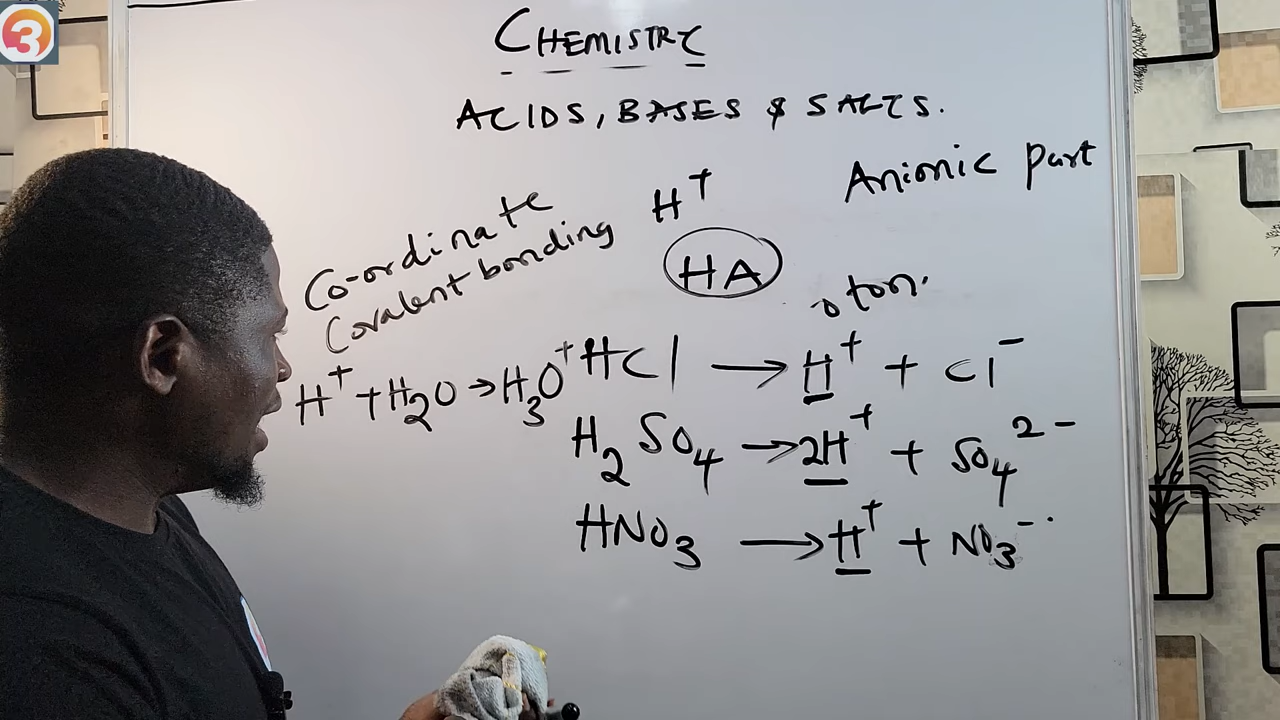 3
CHEMISTRY
ACIDS, BASES & SALTS.
Anionic part
Co-ordinate
Covalent bonding
H⁺
HA
H⁺ + H₂O → H₃O⁺
HCl → H⁺ + Cl⁻
H₂SO₄ → 2H⁺ + SO₄²⁻
HNO₃ → H⁺ + NO₃⁻